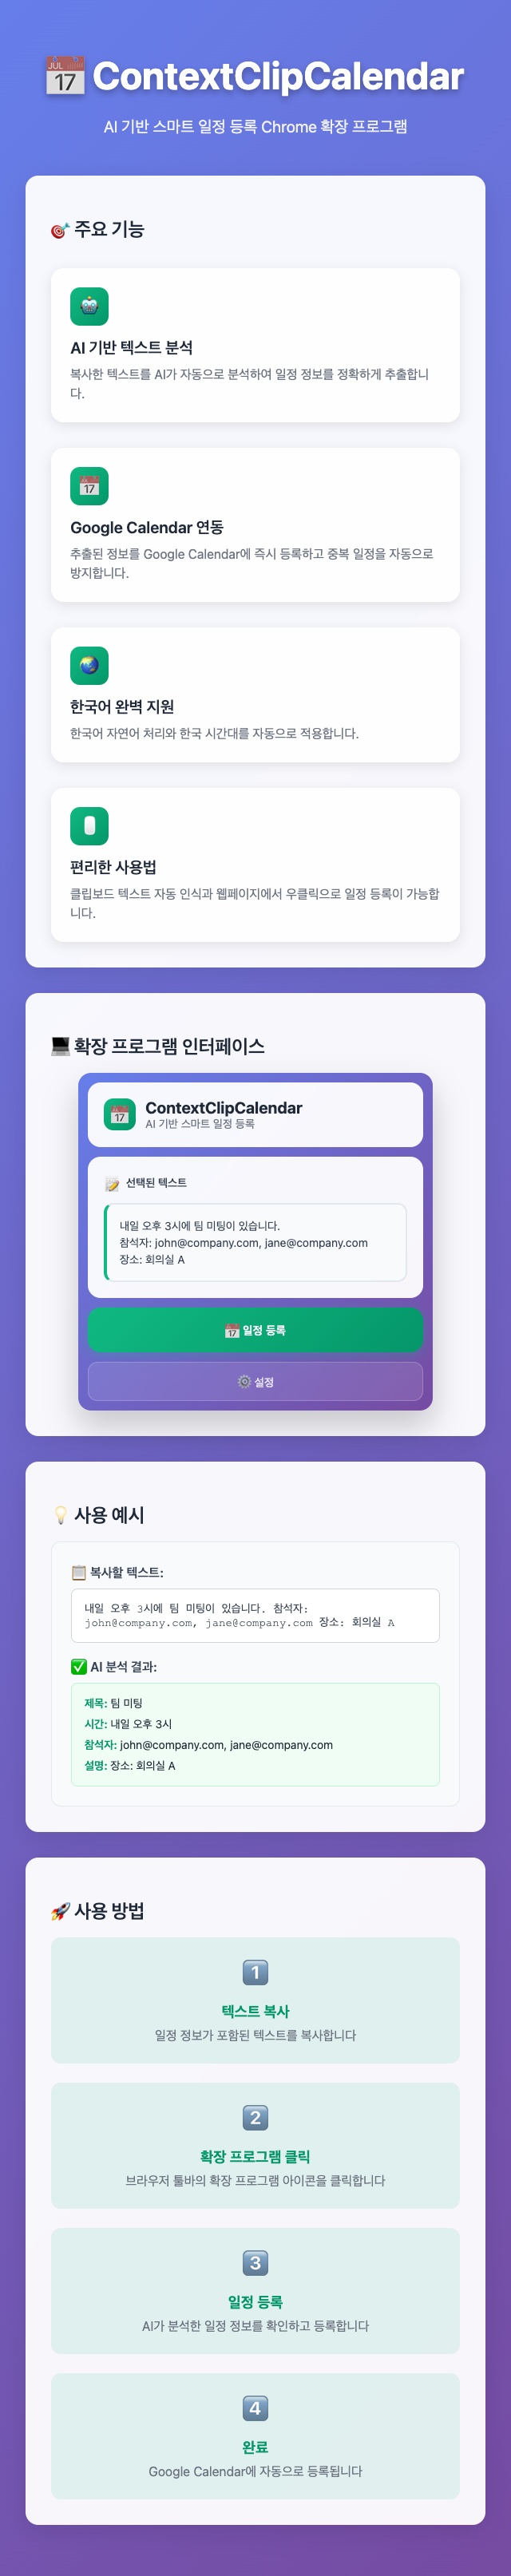 ContextClipCalendar
AI 기반 스마트 일정 등록 Chrome 확장 프로그램
🎯 주요 기능
AI 기반 텍스트 분석
복사한 텍스트를 AI가 자동으로 분석하여 일정 정보를 정확하게 추출합니
다.
Google Calendar 연동
추출된 정보를 Google Calendar에 즉시 등록하고 중복 일정을 자동으로
방지합니다.
한국어 완벽 지원
한국어 자연어 처리와 한국 시간대를 자동으로 적용합니다.
편리한 사용법
클립보드 텍스트 자동 인식과 웹페이지에서 우클릭으로 일정 등록이 가능합
니다.
💻 확장 프로그램 인터페이스
ContextClipCalendar
AI 기반 스마트 일정 등록
📝 선택된 텍스트
내일 오후 3시에 팀 미팅이 있습니다.
참석자: john@company.com, jane@company.com
장소: 회의실 A
📅 일정 등록
⚙️ 설정
💡 사용 예시
📋 복사할 텍스트:
내일 오후 3시에 팀 미팅이 있습니다. 참석자:
john@company.com, jane@company.com 장소: 회의실 A
✅ AI 분석 결과:
제목: 팀 미팅
시간: 내일 오후 3시
참석자: john@company.com, jane@company.com
설명: 장소: 회의실 A
🚀 사용 방법
1
텍스트 복사
일정 정보가 포함된 텍스트를 복사합니다
2
확장 프로그램 클릭
브라우저 툴바의 확장 프로그램 아이콘을 클릭합니다
3
일정 등록
AI가 분석한 일정 정보를 확인하고 등록합니다
4
완료
Google Calendar에 자동으로 등록됩니다